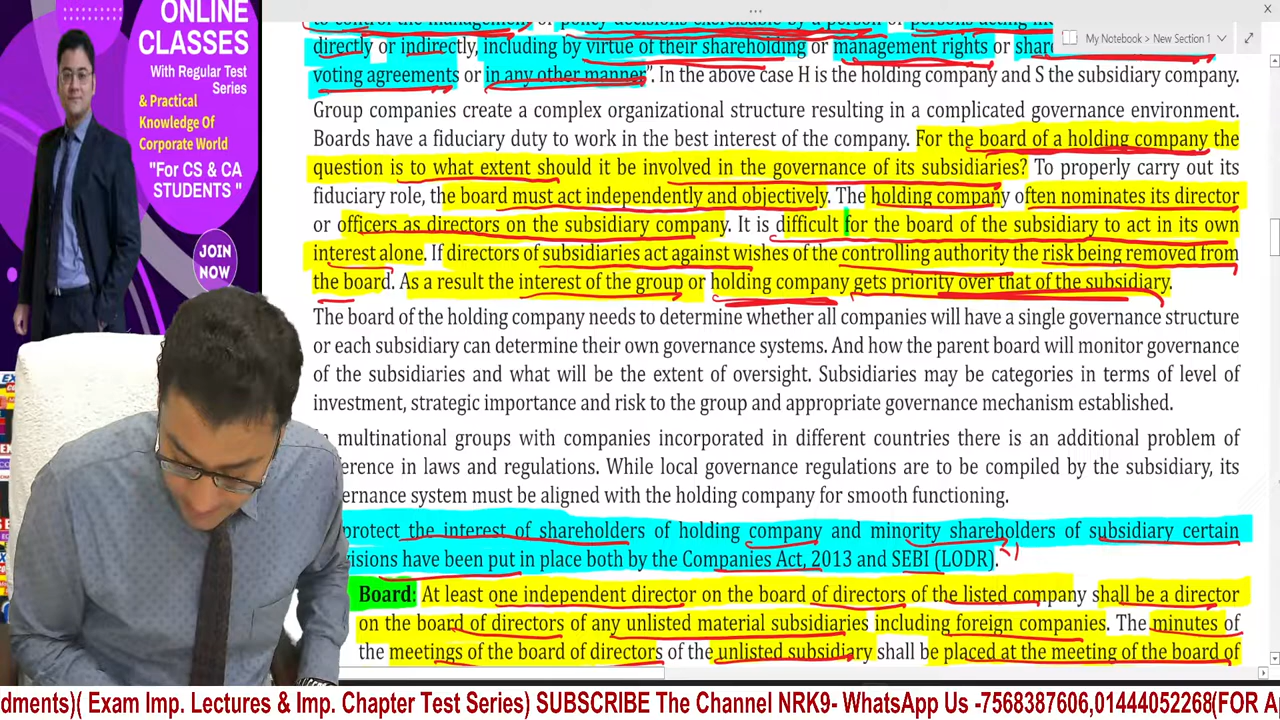 ONLINE
CLASSES
With Regular Test
Series
& Practical
Knowledge Of
Corporate World
"For CS & CA
STUDENTS "
JOIN
NOW
My Notebook > New Section 1
to control the management or policy decisions exercisable by a person or persons acting
directly or indirectly, including by virtue of their shareholding or management rights or
voting agreements or in any other manner". In the above case H is the holding company and S the subsidiary company.
Group companies create a complex organizational structure resulting in a complicated governance environment.
Boards have a fiduciary duty to work in the best interest of the company. For the board of a holding company the
question is to what extent should it be involved in the governance of its subsidiaries? To properly carry out its
fiduciary role, the board must act independently and objectively. The holding company often nominates its director
or officers as directors on the subsidiary company. It is difficult for the board of the subsidiary to act in its own
interest alone. If directors of subsidiaries act against wishes of the controlling authority the risk being removed from
the board. As a result the interest of the group or holding company gets priority over that of the subsidiary.
The board of the holding company needs to determine whether all companies will have a single governance structure
or each subsidiary can determine their own governance systems. And how the parent board will monitor governance
of the subsidiaries and what will be the extent of oversight. Subsidiaries may be categories in terms of level of
investment, strategic importance and risk to the group and appropriate governance mechanism established.
multinational groups with companies incorporated in different countries there is an additional problem of
ference in laws and regulations. While local governance regulations are to be compiled by the subsidiary, its
vernance system must be aligned with the holding company for smooth functioning.
protect the interest of shareholders of holding company and minority shareholders of subsidiary certain
visions have been put in place both by the Companies Act, 2013 and SEBI (LODR).
Board: At least one independent director on the board of directors of the listed company shall be a director
on the board of directors of any unlisted material subsidiaries including foreign companies. The minutes of
the meetings of the board of directors of the unlisted subsidiary shall be placed at the meeting of the board of
dments)( Exam Imp. Lectures & Imp. Chapter Test Series) SUBSCRIBE The Channel NRK9- WhatsApp Us -7568387606,01444052268(FOR A